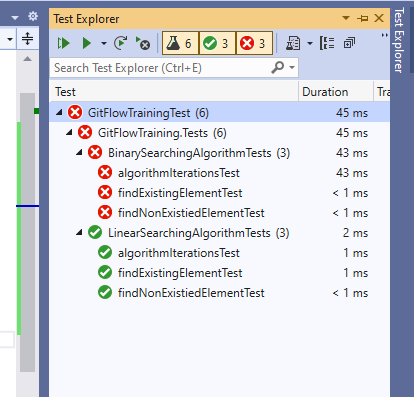 Test Explorer
6 3 3
Search Test Explorer (Ctrl+E)
Test Duration Tra
GitFlowTrainingTest (6) 45 ms
GitFlowTraining.Tests (6) 45 ms
BinarySearchingAlgorithmTests (3) 43 ms
algorithmIterationsTest 43 ms
findExistingElementTest < 1 ms
findNonExistiedElementTest < 1 ms
LinearSearchingAlgorithmTests (3) 2 ms
algorithmIterationsTest 1 ms
findExistingElementTest 1 ms
findNonExistiedElementTest < 1 ms
Test Explorer